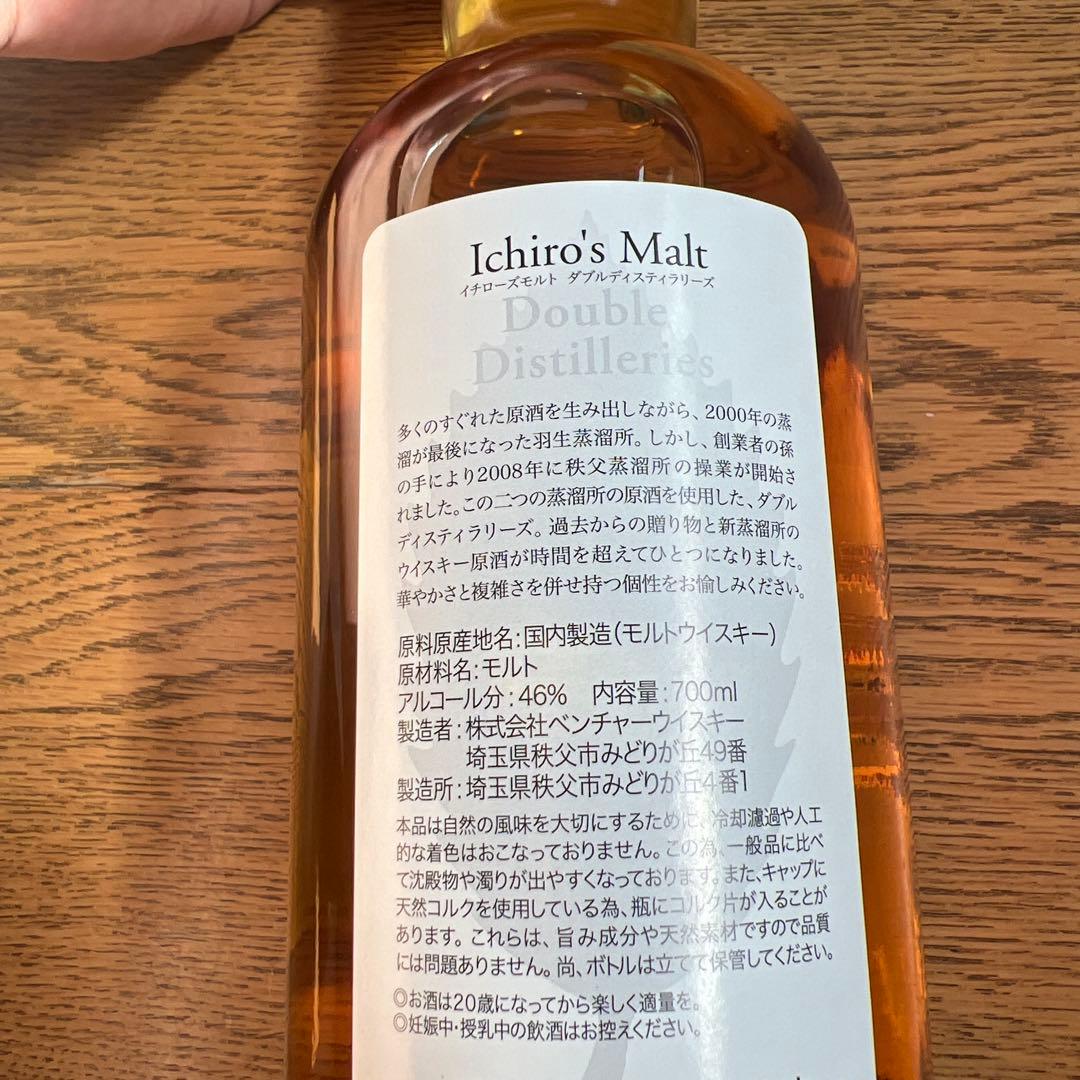 Ichiro's Malt
イチローズモルト ダブルディスティラリーズ
Double
Distilleries
多くのすぐれた原酒を生み出しながら、2000年の蒸
溜が最後になった羽生蒸溜所。しかし、創業者の孫
の手により2008年に秩父蒸溜所の操業が開始さ
れました。この二つの蒸溜所の原酒を使用した、ダブル
ディスティラリーズ。過去からの贈り物と新蒸溜所の
ウイスキー原酒が時間を超えてひとつになりました。
華やかさと複雑さを併せ持つ個性をお愉しみください。
原料原産地名:国内製造(モルトウイスキー)
原材料名:モルト
アルコール分:46% 内容量:700ml
製造者:株式会社ベンチャーウイスキー
埼玉県秩父市みどりが丘49番
製造所:埼玉県秩父市みどりが丘4番1
本品は自然の風味を大切にするために、冷却濾過や人工
的な着色はおこなっておりません。この為、一般品に比べ
て沈殿物や濁りが出やすくなっております。また、キャップに
天然コルクを使用している為、瓶にコルク片が入ることが
あります。これらは、旨み成分や天然素材ですので品質
には問題ありません。尚、ボトルは立てて保管してください。
◎お酒は20歳になってから楽しく適量を。
◎妊娠中・授乳中の飲酒はお控えください。